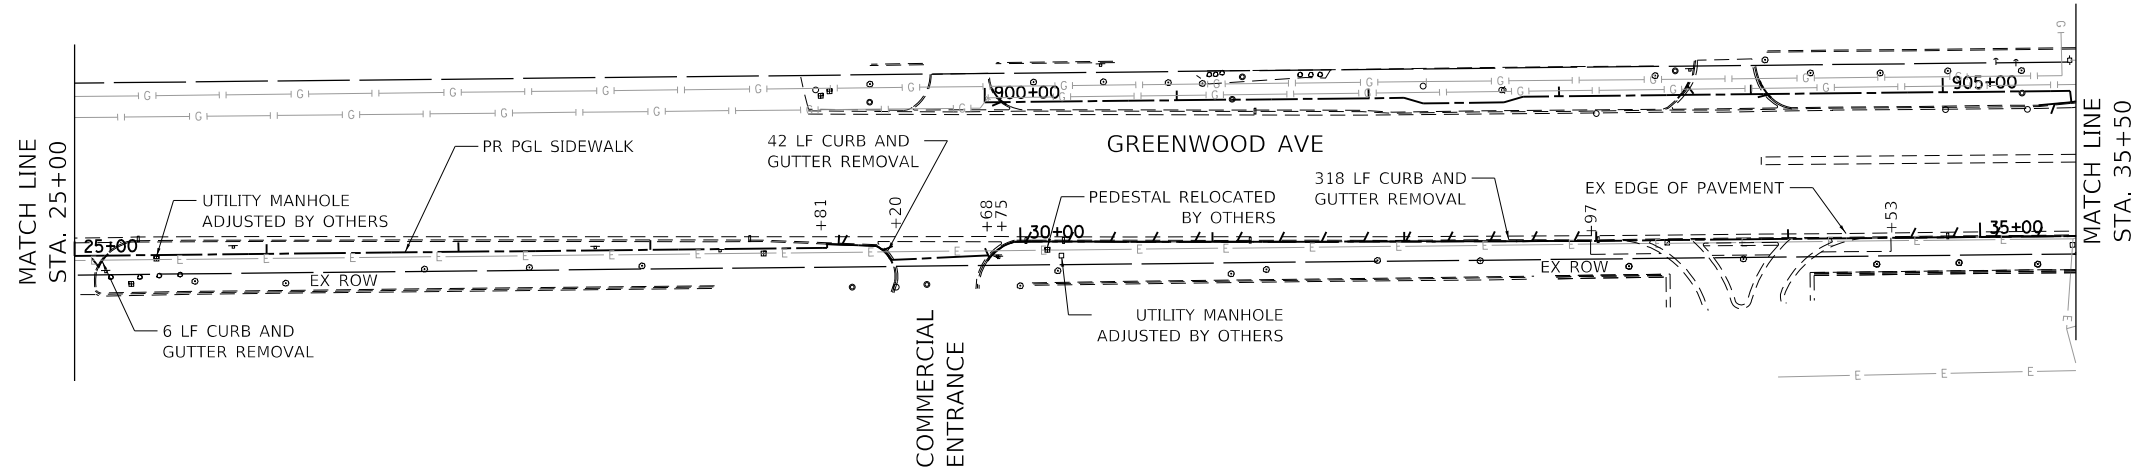 MATCH LINE
STA. 25+00
G G G G G G G G G
G G G G G G
900+00
905+00
G
42 LF CURB AND
GUTTER REMOVAL
PR PGL SIDEWALK
GREENWOOD AVE
UTILITY MANHOLE
ADJUSTED BY OTHERS
PEDESTAL RELOCATED
BY OTHERS
318 LF CURB AND
GUTTER REMOVAL
EX EDGE OF PAVEMENT
+81
+20
+68
+75
+97
+53
25+00
30+00
35+00
E E E E E E E E E E E E
EX ROW
EX ROW
6 LF CURB AND
GUTTER REMOVAL
UTILITY MANHOLE
ADJUSTED BY OTHERS
COMMERCIAL
ENTRANCE
E
E E E
MATCH LINE
STA. 35+50